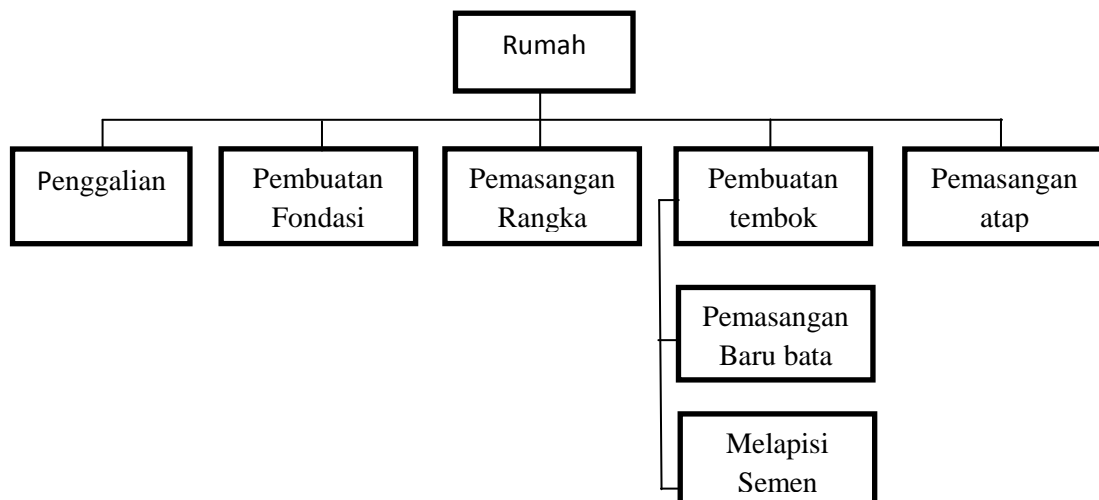 Rumah
Penggalian
Pembuatan
Fondasi
Pemasangan
Rangka
Pembuatan
tembok
Pemasangan
atap
Pemasangan
Baru bata
Melapisi
Semen